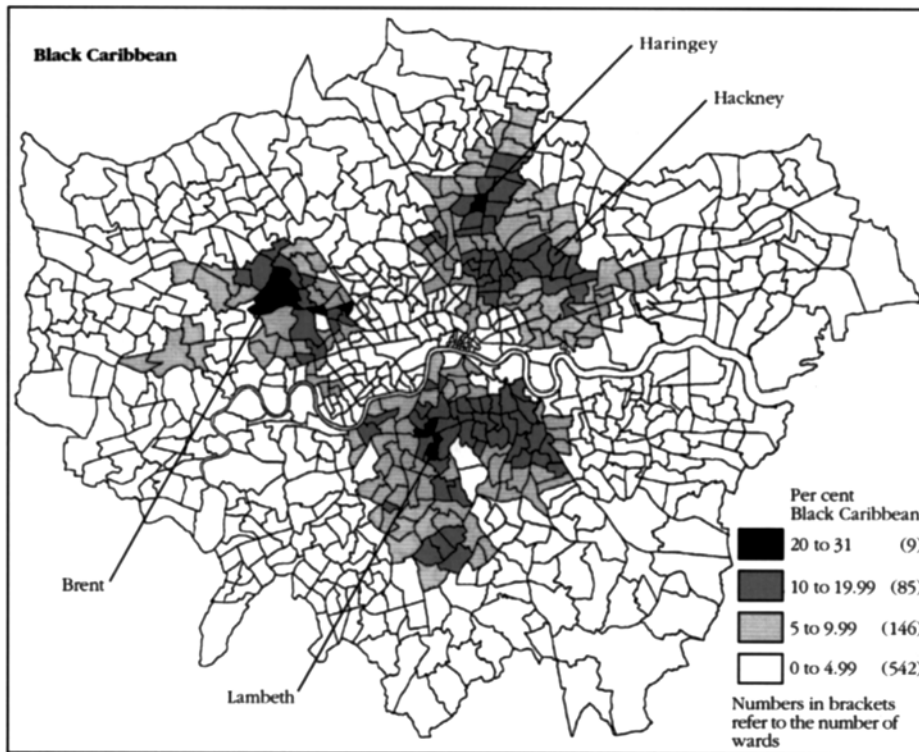 Black Caribbean
Haringey
Hackney
Brent
Lambeth
Per cent
Black Caribbean
20 to 31 (9)
10 to 19.99 (85)
5 to 9.99 (146)
0 to 4.99 (542)
Numbers in brackets
refer to the number of
wards